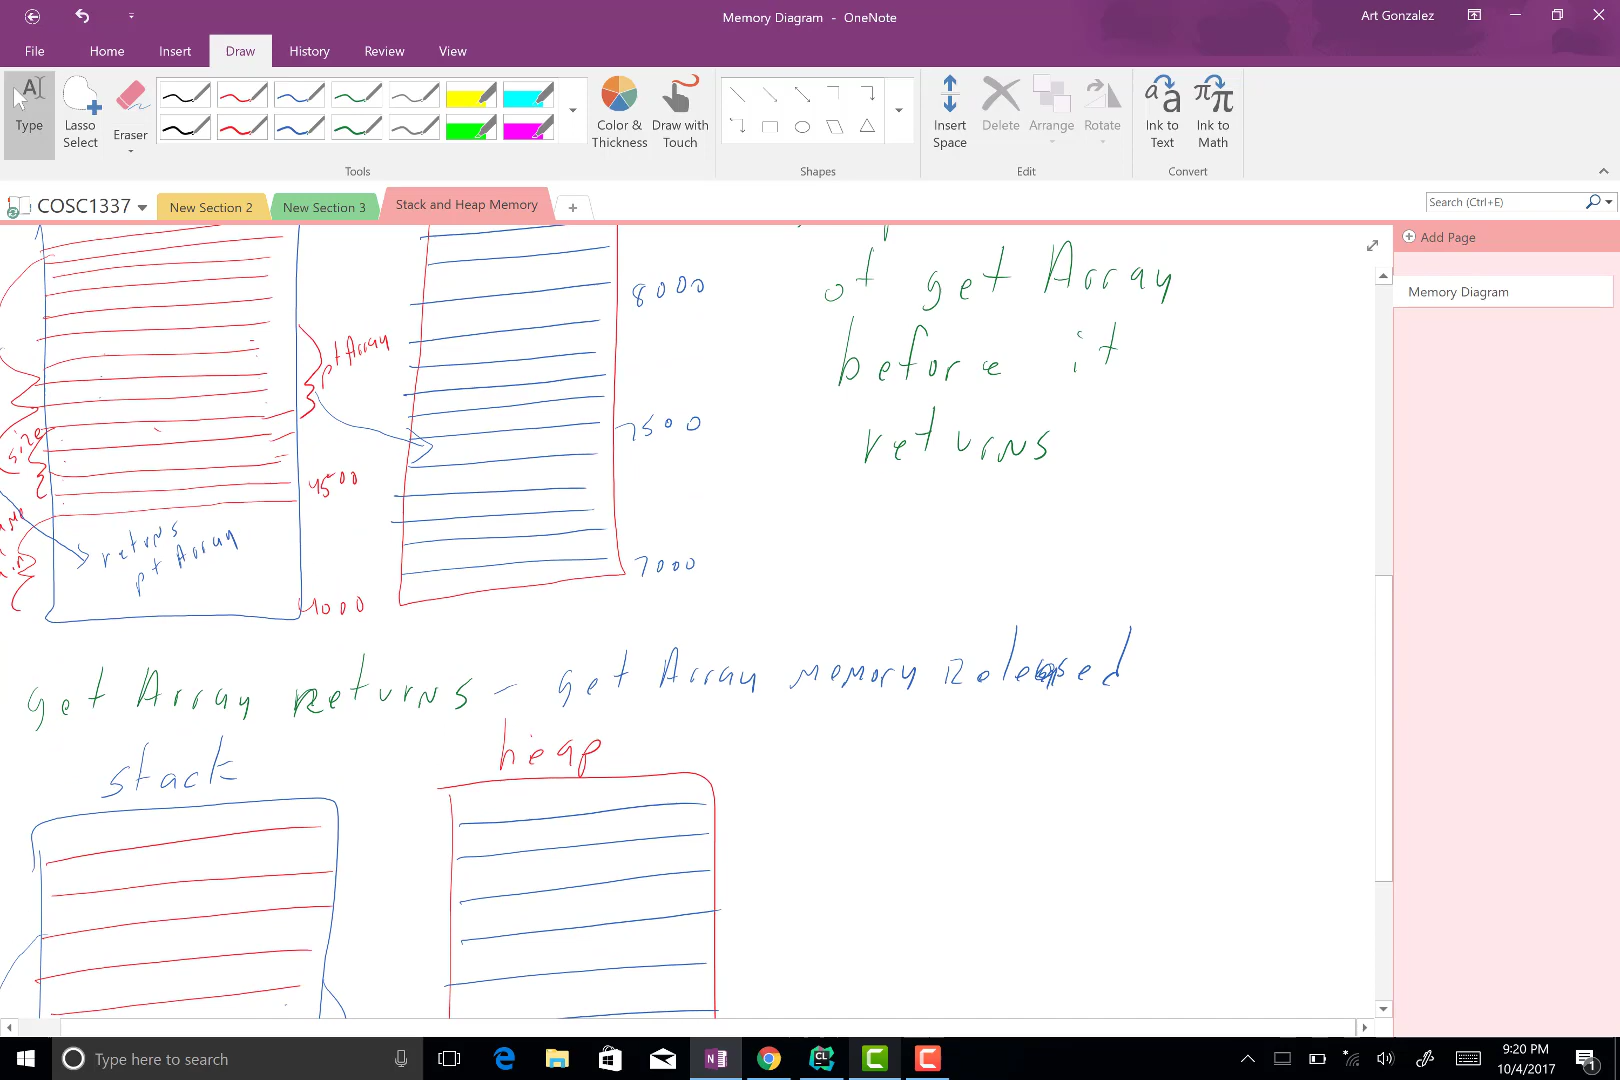 Memory Diagram - OneNote
Art Gonzalez
File Home Insert Draw History Review View
Type
Lasso Select
Eraser
Color & Thickness
Draw with Touch
Insert Space
Delete
Arrange
Rotate
Ink to Text
Ink to Math
Tools
Shapes
Edit
Convert
COSC1337
New Section 2
New Section 3
Stack and Heap Memory
Search (Ctrl+E)
Add Page
Memory Diagram
of get Array
before it
returns
8000
ptArray
7500
size
4500
returns
pt Array
7000
4000
get Array returns - get Array memory Released
stack
heap
Type here to search
9:20 PM
10/4/2017
1